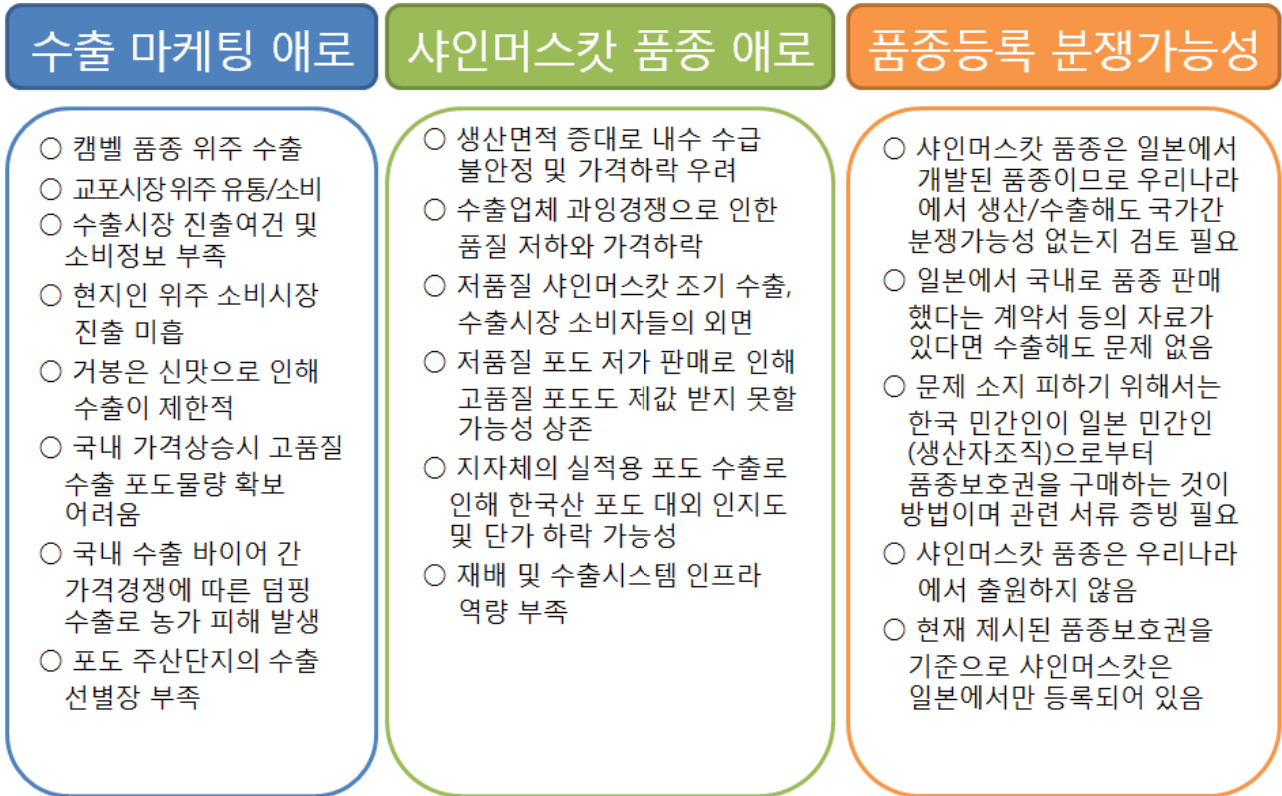 수출 마케팅 애로
○ 캠벨 품종 위주 수출
○ 교포시장 위주 유통/소비
○ 수출시장 진출여건 및
소비정보 부족
○ 현지인 위주 소비시장
진출 미흡
○ 거봉은 신맛으로 인해
수출이 제한적
○ 국내 가격상승시 고품질
수출 포도물량 확보
어려움
○ 국내 수출 바이어 간
가격경쟁에 따른 덤핑
수출로 농가 피해 발생
○ 포도 주산단지의 수출
선별장 부족
샤인머스캇 품종 애로
○ 생산면적 증대로 내수 수급
불안정 및 가격하락 우려
○ 수출업체 과잉경쟁으로 인한
품질 저하와 가격하락
○ 저품질 샤인머스캇 조기 수출,
수출시장 소비자들의 외면
○ 저품질 포도 저가 판매로 인해
고품질 포도도 제값 받지 못할
가능성 상존
○ 지자체의 실적용 포도 수출로
인해 한국산 포도 대외 인지도
및 단가 하락 가능성
○ 재배 및 수출시스템 인프라
역량 부족
품종등록 분쟁가능성
○ 샤인머스캇 품종은 일본에서
개발된 품종이므로 우리나라
에서 생산/수출해도 국가간
분쟁가능성 없는지 검토 필요
○ 일본에서 국내로 품종 판매
했다는 계약서 등의 자료가
있다면 수출해도 문제 없음
○ 문제 소지 피하기 위해서는
한국 민간인이 일본 민간인
(생산자조직)으로부터
품종보호권을 구매하는 것이
방법이며 관련 서류 증빙 필요
○ 샤인머스캇 품종은 우리나라
에서 출원하지 않음
○ 현재 제시된 품종보호권을
기준으로 샤인머스캇은
일본에서만 등록되어 있음